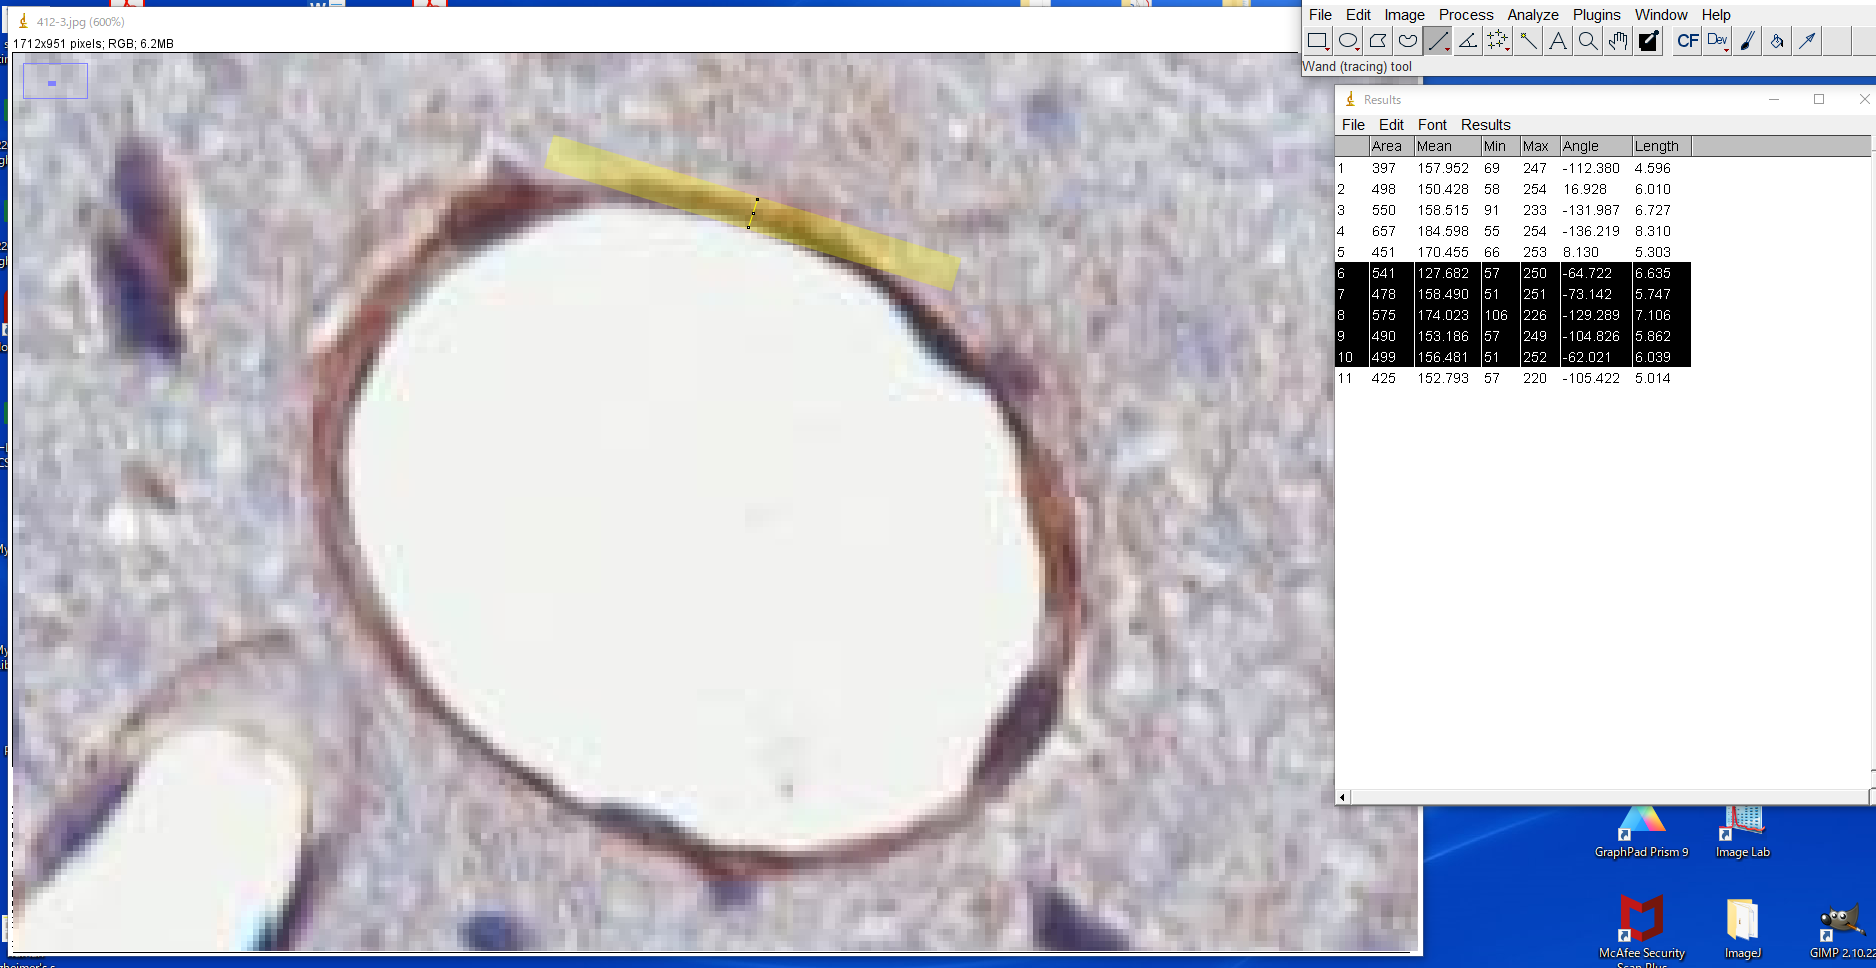 412-3.jpg (600%)
1712x951 pixels; RGB; 6.2MB
File Edit Image Process Analyze Plugins Window Help
CF Dev
Wand (tracing) tool
Results
File Edit Font Results
Area Mean Min Max Angle Length
1 397 157.952 69 247 -112.380 4.596
2 498 150.428 58 254 16.928 6.010
3 550 158.515 91 233 -131.987 6.727
4 657 184.598 55 254 -136.219 8.310
5 451 170.455 66 253 8.130 5.303
6 541 127.682 57 250 -64.722 6.635
7 478 158.490 51 251 -73.142 5.747
8 575 174.023 106 226 -129.289 7.106
9 490 153.186 57 249 -104.826 5.862
10 499 156.481 51 252 -62.021 6.039
11 425 152.793 57 220 -105.422 5.014
GraphPad Prism 9
Image Lab
McAfee Security
Scan Plus
ImageJ
GIMP 2.10.22